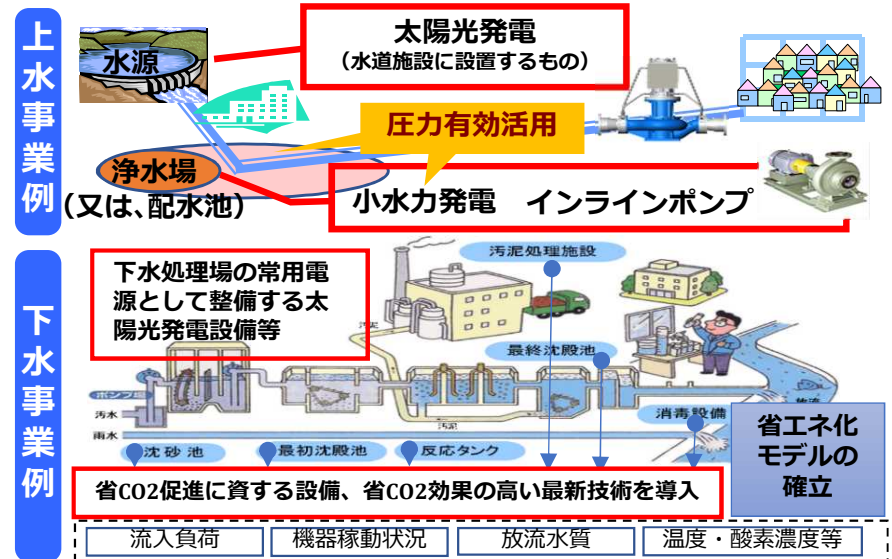 上水事業例
水源
太陽光発電
（水道施設に設置するもの）
圧力有効活用
浄水場
(又は、配水池)
小水力発電　インラインポンプ
下水事業例
下水処理場の常用電
源として整備する太
陽光発電設備等
汚泥処理施設
汚泥
最終沈殿池
ポンプ場
汚水
雨水
汚泥
消毒設備
放流
沈砂池
最初沈殿池
反応タンク
省エネ化
モデルの
確立
省CO2促進に資する設備、省CO2効果の高い最新技術を導入
流入負荷
機器稼動状況
放流水質
温度・酸素濃度等